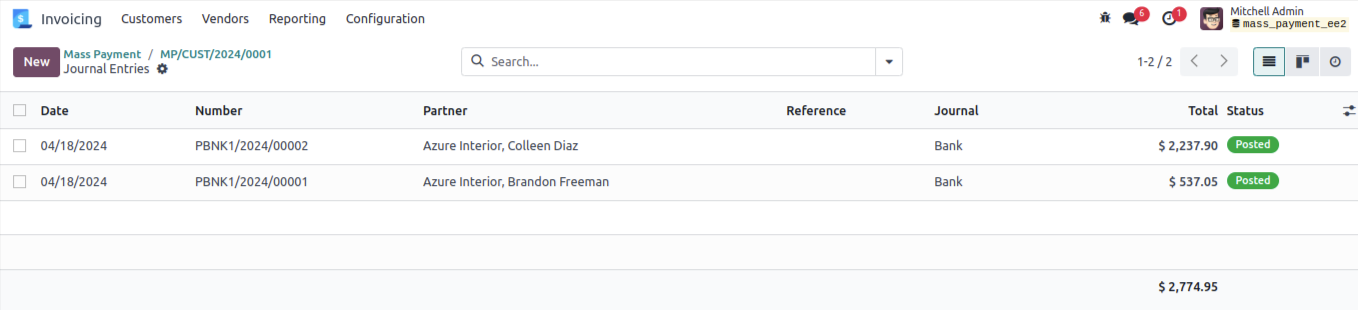 Invoicing Customers Vendors Reporting Configuration 6 1 Mitchell Admin
mass_payment_ee2
New Mass Payment / MP/CUST/2024/0001
Journal Entries
Search...
1-2 / 2
Date Number Partner Reference Journal Total Status
04/18/2024 PBNK1/2024/00002 Azure Interior, Colleen Diaz Bank $ 2,237.90 Posted
04/18/2024 PBNK1/2024/00001 Azure Interior, Brandon Freeman Bank $ 537.05 Posted
$ 2,774.95